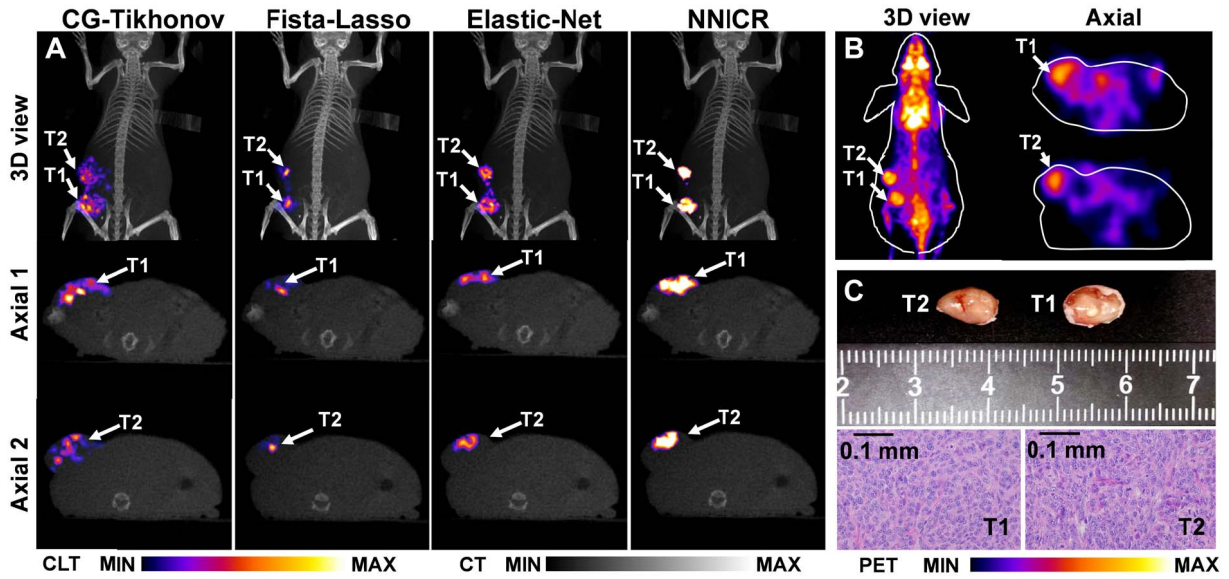 CG-Tikhonov Fista-Lasso Elastic-Net NNICR
3D view Axial
A
B
3D view
T2
T1
T2
T1
T2
T1
T2
T1
T2
T1
T1
T2
Axial 1
T1
T1
T1
T1
Axial 2
T2
T2
T2
T2
C
T2 T1
2 3 4 5 6 7
0.1 mm 0.1 mm
T1 T2
CLT MIN MAX CT MIN MAX PET MIN MAX